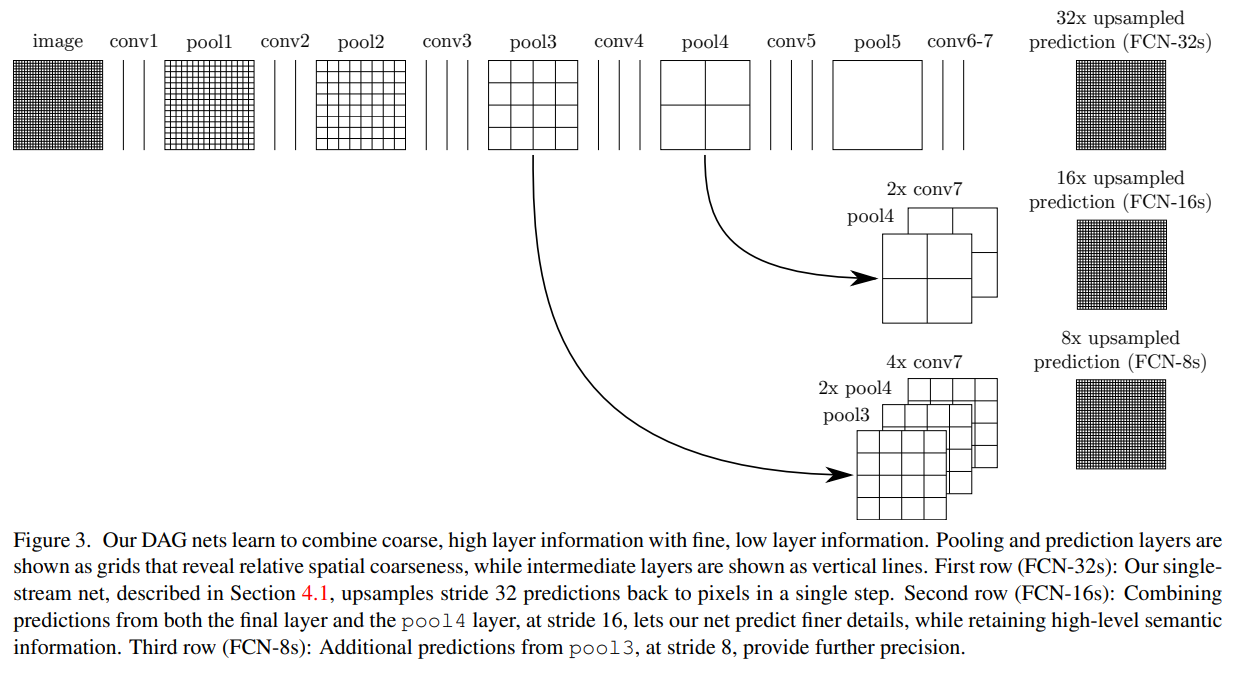 image conv1 pool1 conv2 pool2 conv3 pool3 conv4 pool4 conv5 pool5 conv6-7
32x upsampled
prediction (FCN-32s)
16x upsampled
prediction (FCN-16s)
2x conv7
pool4
8x upsampled
prediction (FCN-8s)
4x conv7
2x pool4
pool3
Figure 3. Our DAG nets learn to combine coarse, high layer information with fine, low layer information. Pooling and prediction layers are
shown as grids that reveal relative spatial coarseness, while intermediate layers are shown as vertical lines. First row (FCN-32s): Our single-
stream net, described in Section 4.1, upsamples stride 32 predictions back to pixels in a single step. Second row (FCN-16s): Combining
predictions from both the final layer and the pool4 layer, at stride 16, lets our net predict finer details, while retaining high-level semantic
information. Third row (FCN-8s): Additional predictions from pool3, at stride 8, provide further precision.